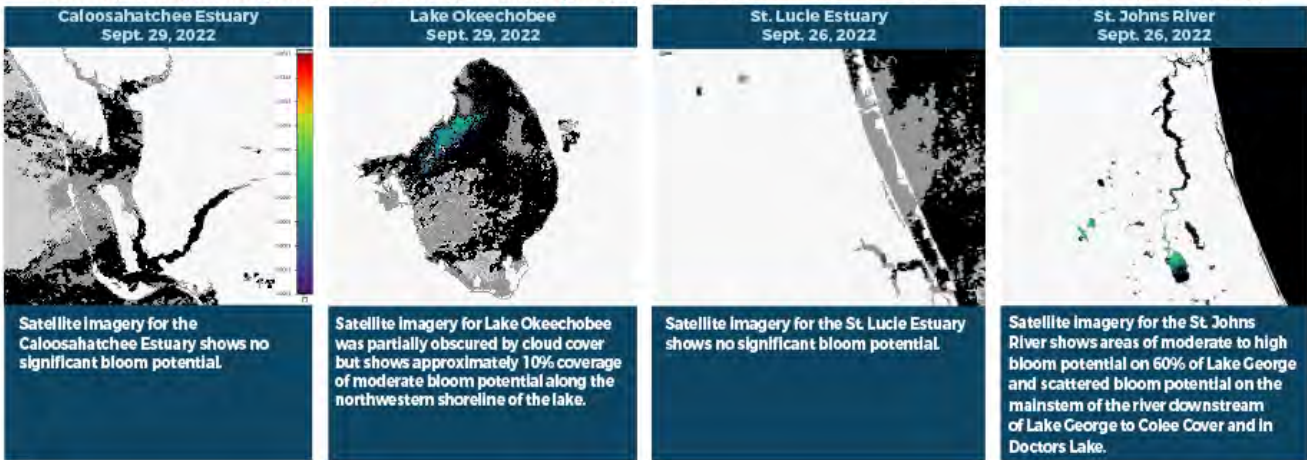 Caloosahatchee Estuary
Sept. 29, 2022
Satellite imagery for the
Caloosahatchee Estuary shows no
significant bloom potential.
Lake Okeechobee
Sept. 29, 2022
Satellite imagery for Lake Okeechobee
was partially obscured by cloud cover
but shows approximately 10% coverage
of moderate bloom potential along the
northwestern shoreline of the lake.
St. Lucie Estuary
Sept. 26, 2022
Satellite imagery for the St. Lucie Estuary
shows no significant bloom potential.
St. Johns River
Sept. 26, 2022
Satellite imagery for the St. Johns
River shows areas of moderate to high
bloom potential on 60% of Lake George
and scattered bloom potential on the
mainstem of the river downstream
of Lake George to Colee Cover and in
Doctors Lake.